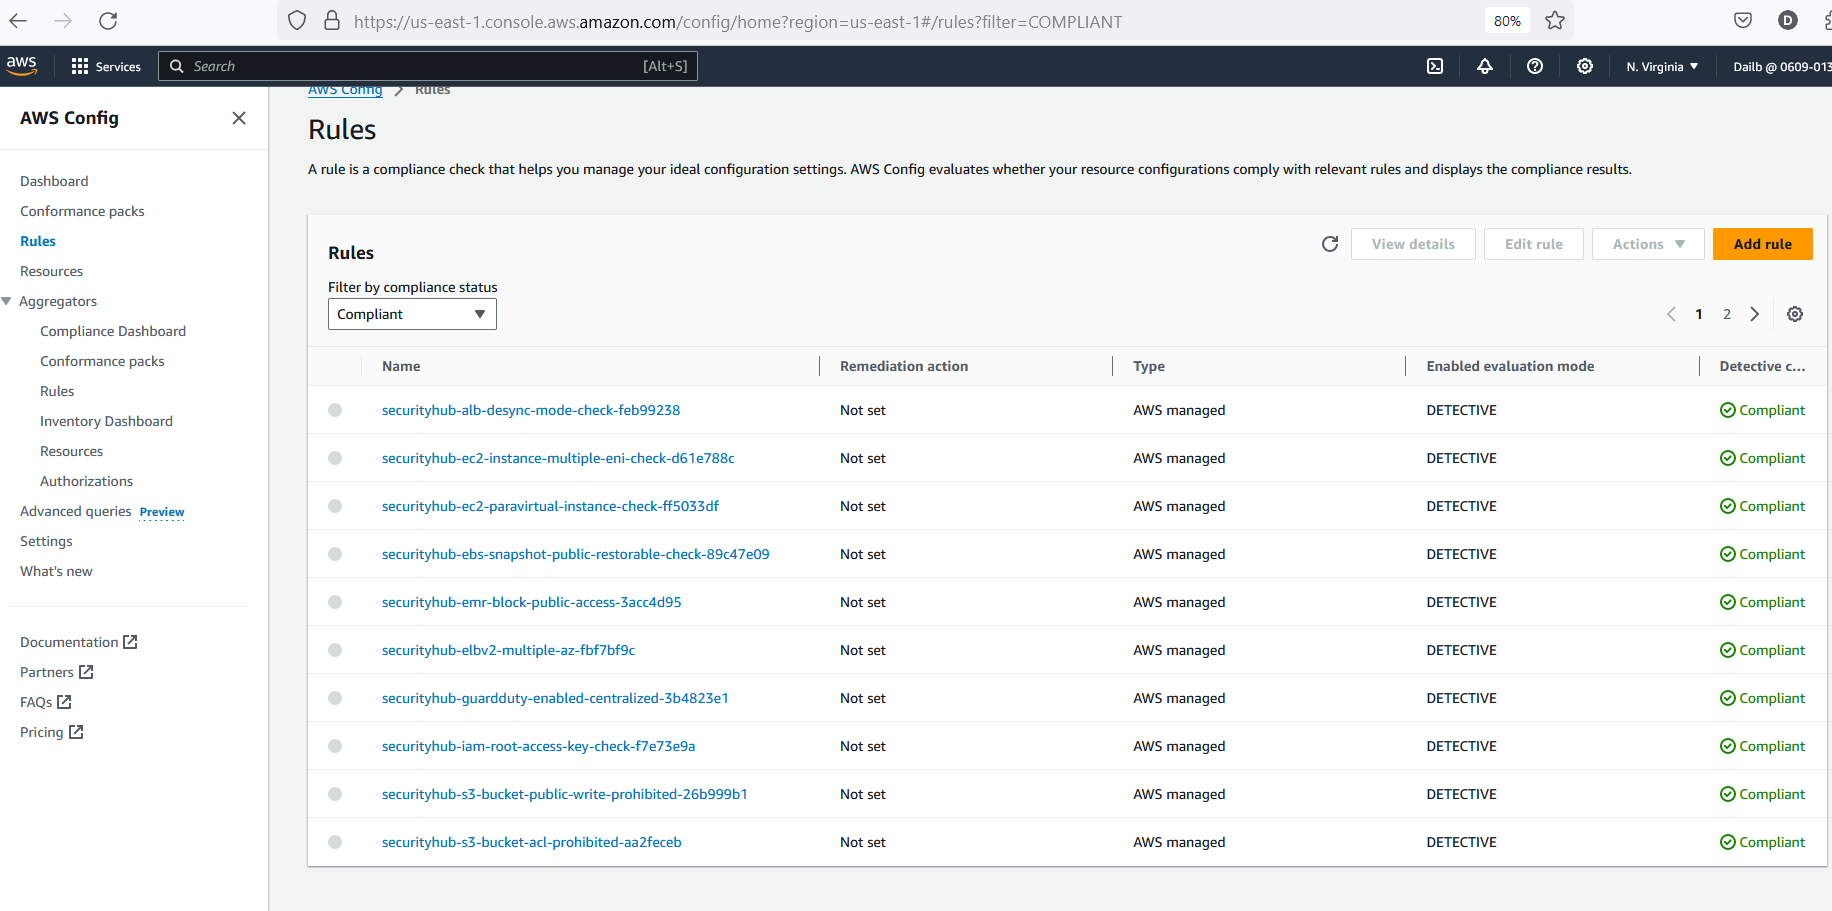 https://us-east-1.console.aws.amazon.com/config/home?region=us-east-1#/rules?filter=COMPLIANT
80%
D
aws
Services
Search
[Alt+S]
N. Virginia
Dailb @ 0609-013
AWS Config
AWS Config
Rules
Dashboard
Conformance packs
Rules
Resources
Aggregators
Compliance Dashboard
Conformance packs
Rules
Inventory Dashboard
Resources
Authorizations
Advanced queries Preview
Settings
What's new
Documentation
Partners
FAQs
Pricing
Rules
A rule is a compliance check that helps you manage your ideal configuration settings. AWS Config evaluates whether your resource configurations comply with relevant rules and displays the compliance results.
Rules
View details
Edit rule
Actions
Add rule
Filter by compliance status
Compliant
1
2
Name Remediation action Type Enabled evaluation mode Detective c...
securityhub-alb-desync-mode-check-feb99238 Not set AWS managed DETECTIVE Compliant
securityhub-ec2-instance-multiple-eni-check-d61e788c Not set AWS managed DETECTIVE Compliant
securityhub-ec2-paravirtual-instance-check-ff5033df Not set AWS managed DETECTIVE Compliant
securityhub-ebs-snapshot-public-restorable-check-89c47e09 Not set AWS managed DETECTIVE Compliant
securityhub-emr-block-public-access-3acc4d95 Not set AWS managed DETECTIVE Compliant
securityhub-elbv2-multiple-az-fbf7bf9c Not set AWS managed DETECTIVE Compliant
securityhub-guardduty-enabled-centralized-3b4823e1 Not set AWS managed DETECTIVE Compliant
securityhub-iam-root-access-key-check-f7e73e9a Not set AWS managed DETECTIVE Compliant
securityhub-s3-bucket-public-write-prohibited-26b999b1 Not set AWS managed DETECTIVE Compliant
securityhub-s3-bucket-acl-prohibited-aa2feceb Not set AWS managed DETECTIVE Compliant